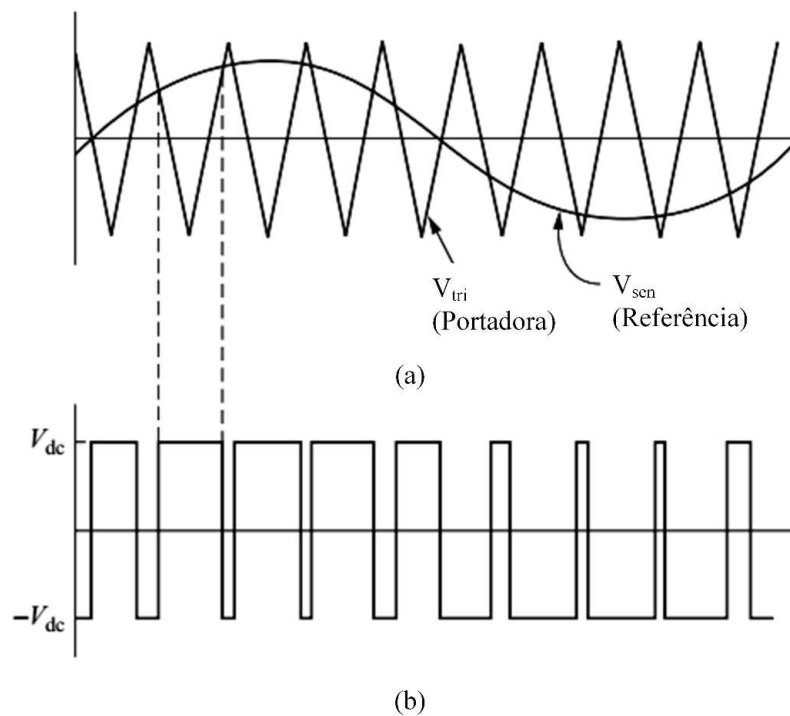 V_tri
(Portadora)
V_sen
(Referência)
(a)
V_dc
−V_dc
(b)